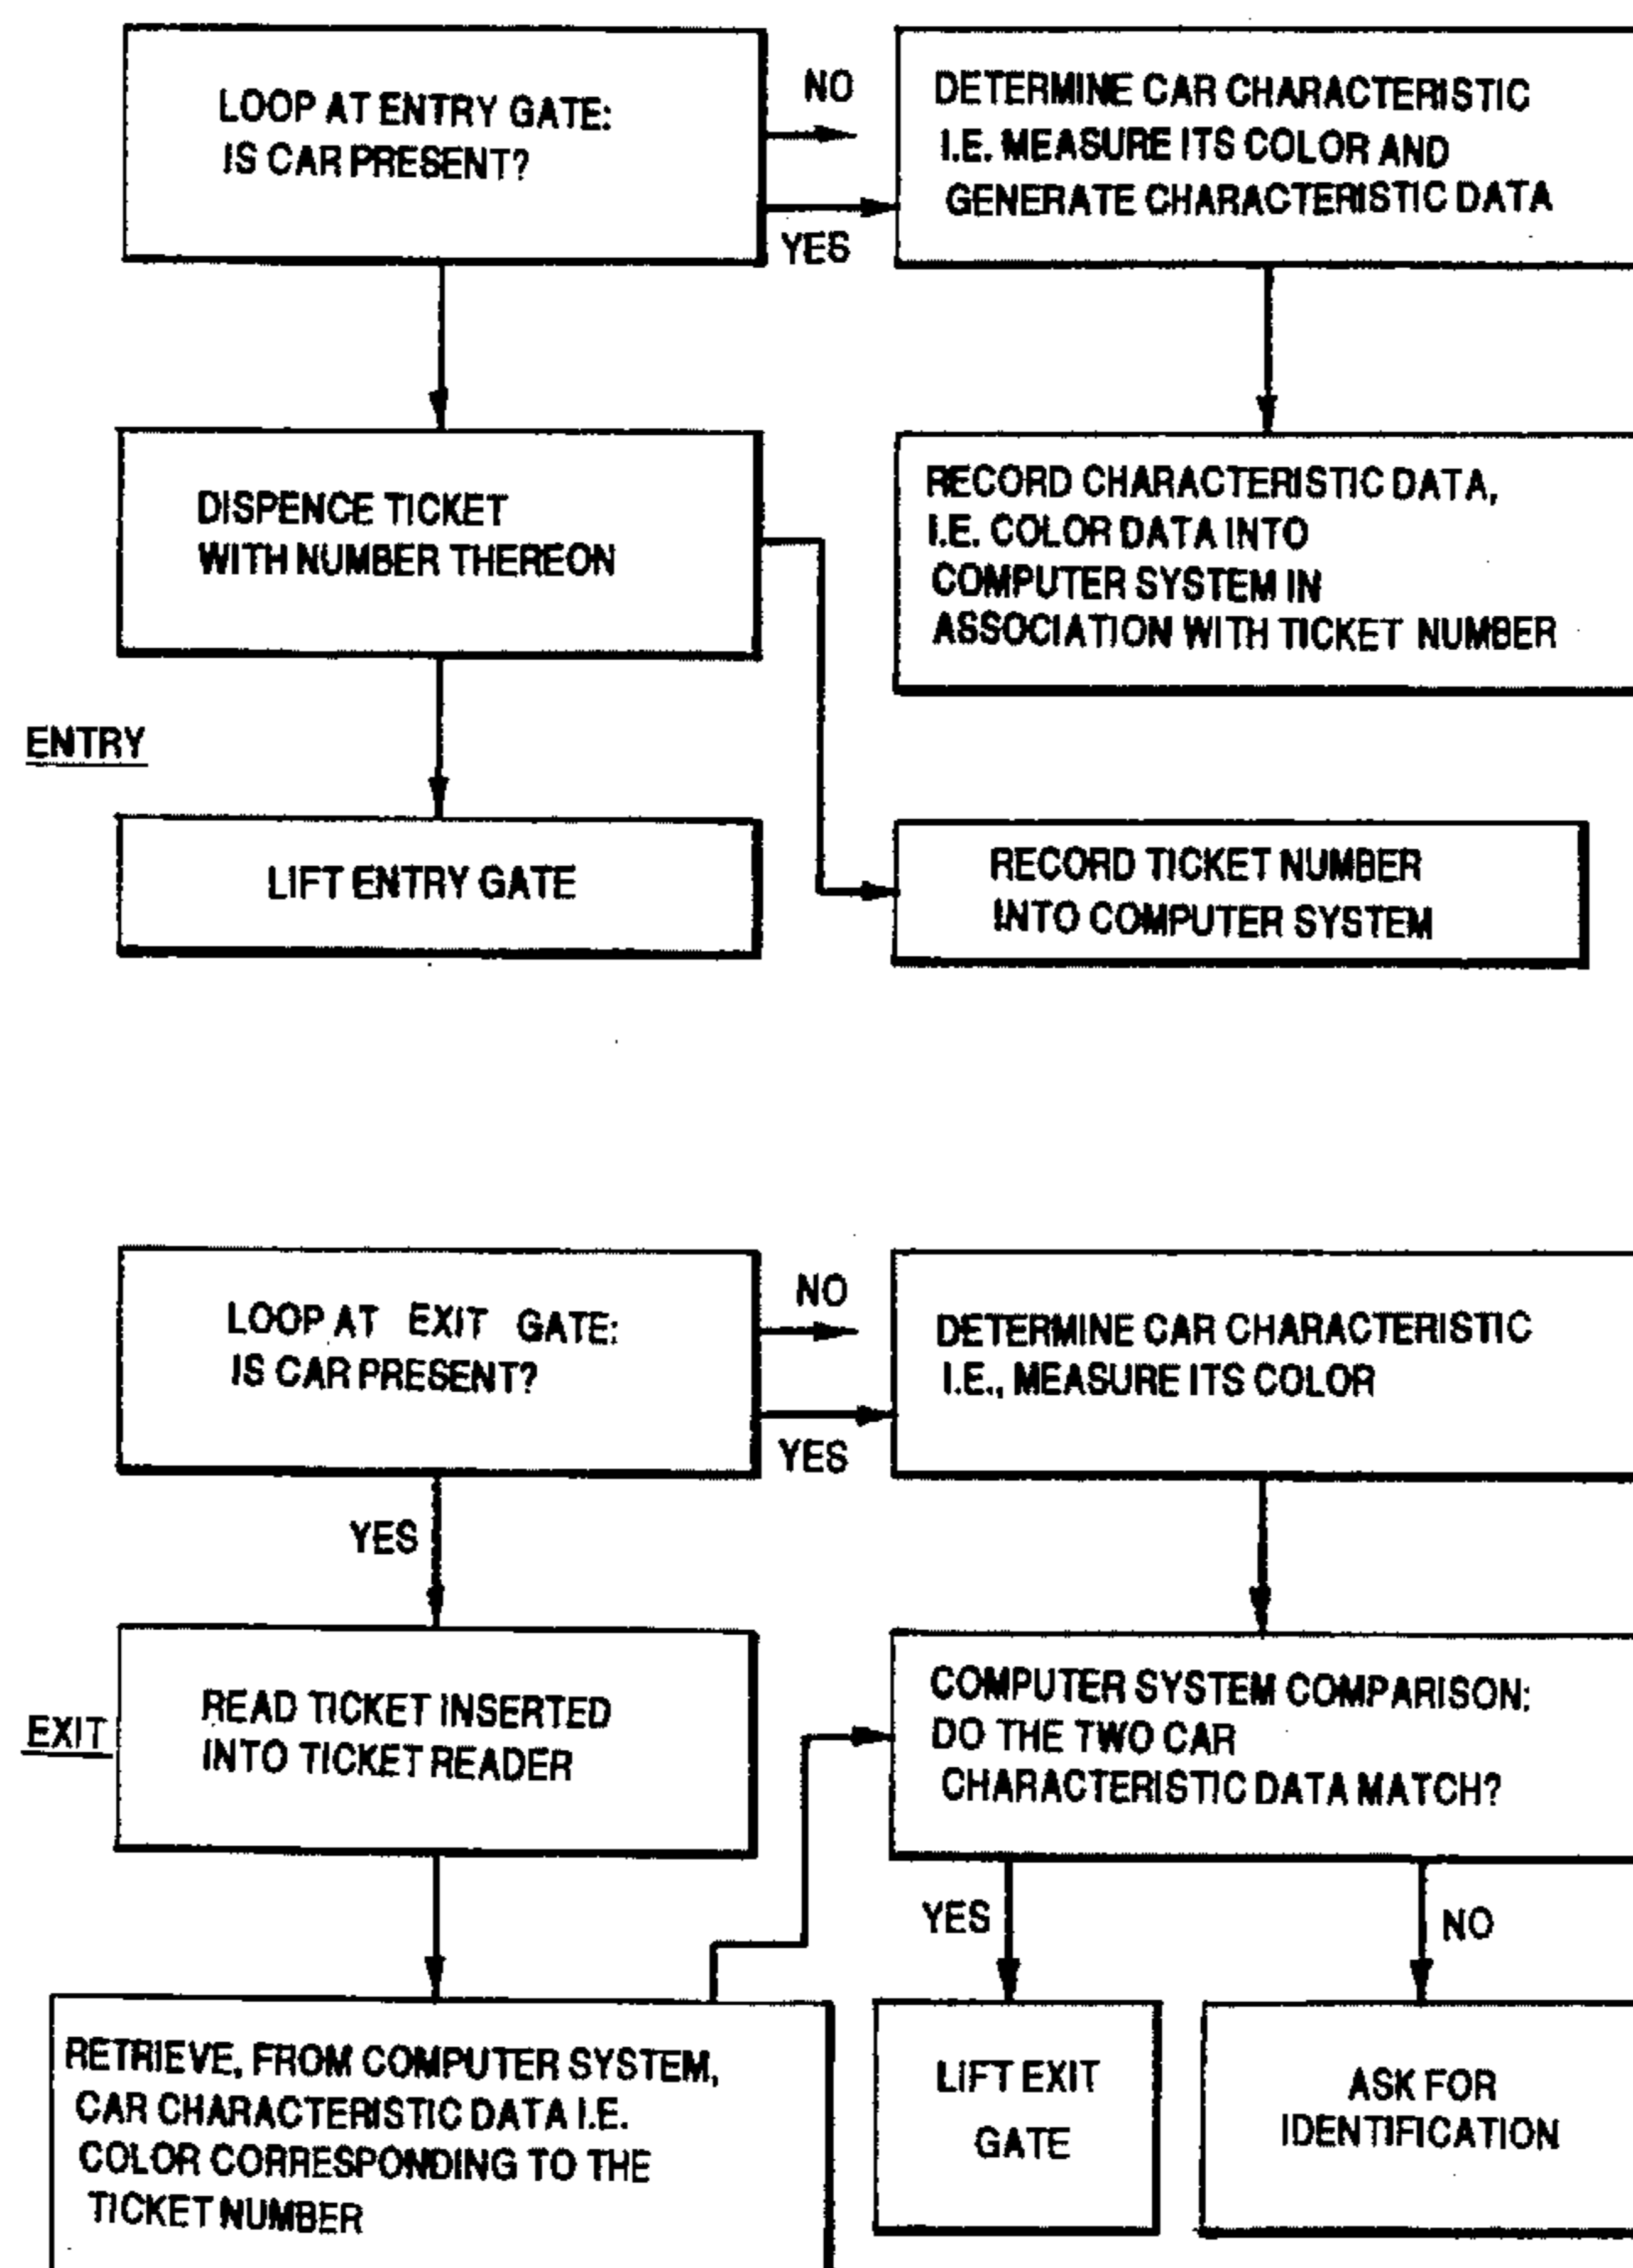 LOOP AT ENTRY GATE:
IS CAR PRESENT?
NO
YES
DETERMINE CAR CHARACTERISTIC
I.E. MEASURE ITS COLOR AND
GENERATE CHARACTERISTIC DATA
DISPENCE TICKET
WITH NUMBER THEREON
RECORD CHARACTERISTIC DATA,
I.E. COLOR DATA INTO
COMPUTER SYSTEM IN
ASSOCIATION WITH TICKET NUMBER
ENTRY
LIFT ENTRY GATE
RECORD TICKET NUMBER
INTO COMPUTER SYSTEM
LOOP AT EXIT GATE:
IS CAR PRESENT?
NO
YES
DETERMINE CAR CHARACTERISTIC
I.E., MEASURE ITS COLOR
YES
EXIT
READ TICKET INSERTED
INTO TICKET READER
COMPUTER SYSTEM COMPARISON:
DO THE TWO CAR
CHARACTERISTIC DATA MATCH?
YES
NO
RETRIEVE, FROM COMPUTER SYSTEM,
CAR CHARACTERISTIC DATA I.E.
COLOR CORRESPONDING TO THE
TICKET NUMBER
LIFT EXIT
GATE
ASK FOR
IDENTIFICATION